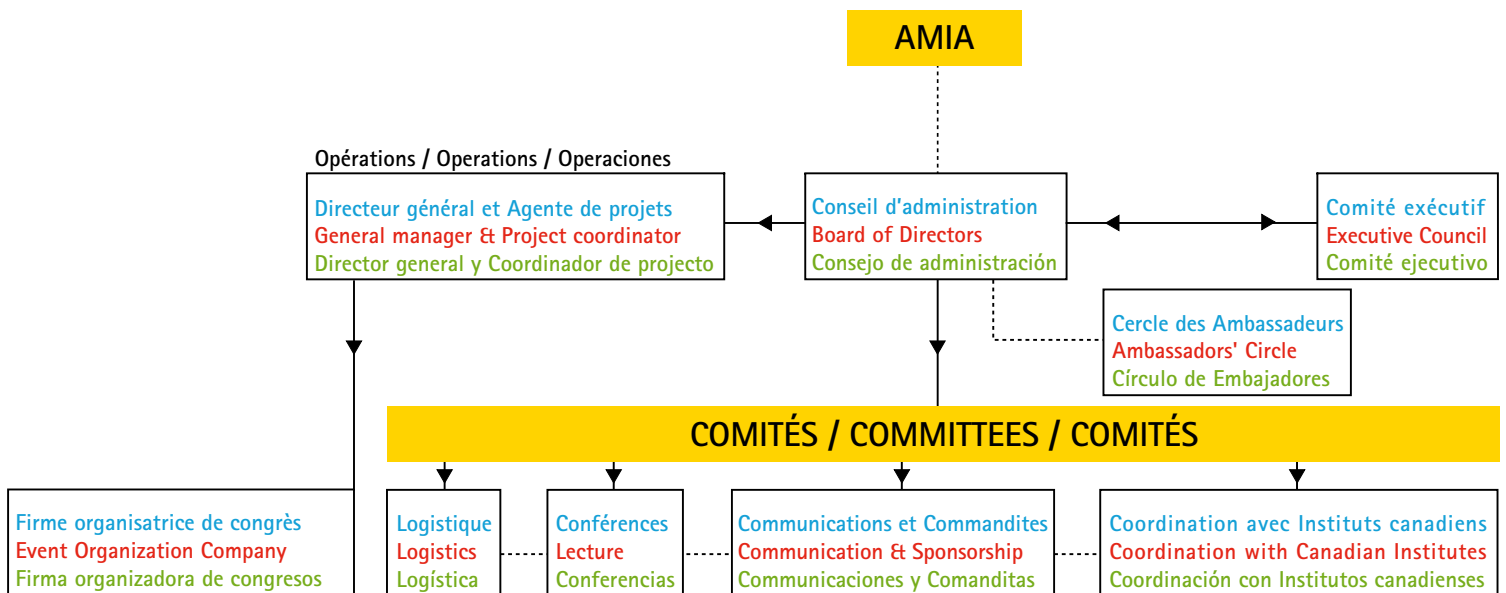 AMIA
Opérations / Operations / Operaciones
Directeur général et Agente de projets
General manager & Project coordinator
Director general y Coordinador de projecto
Conseil d'administration
Board of Directors
Consejo de administración
Comité exécutif
Executive Council
Comité ejecutivo
Cercle des Ambassadeurs
Ambassadors' Circle
Círculo de Embajadores
COMITÉS / COMMITTEES / COMITÉS
Firme organisatrice de congrès
Event Organization Company
Firma organizadora de congresos
Logistique
Logistics
Logística
Conférences
Lecture
Conferencias
Communications et Commandites
Communication & Sponsorship
Communicaciones y Comanditas
Coordination avec Instituts canadiens
Coordination with Canadian Institutes
Coordinación con Institutos canadienses